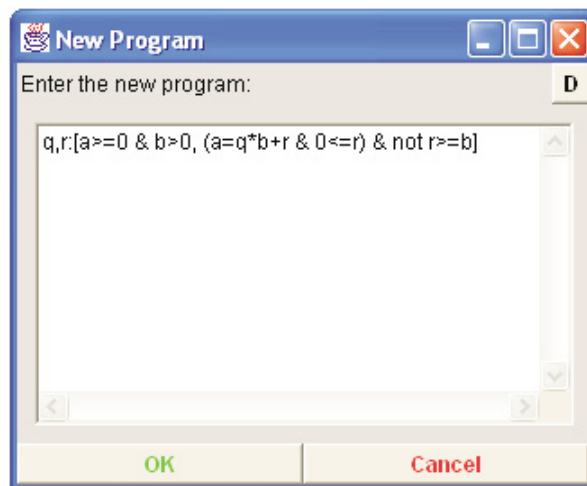 New Program
Enter the new program:
D
q,r:[a>=0 & b>0, (a=q*b+r & 0<=r) & not r>=b]
OK
Cancel